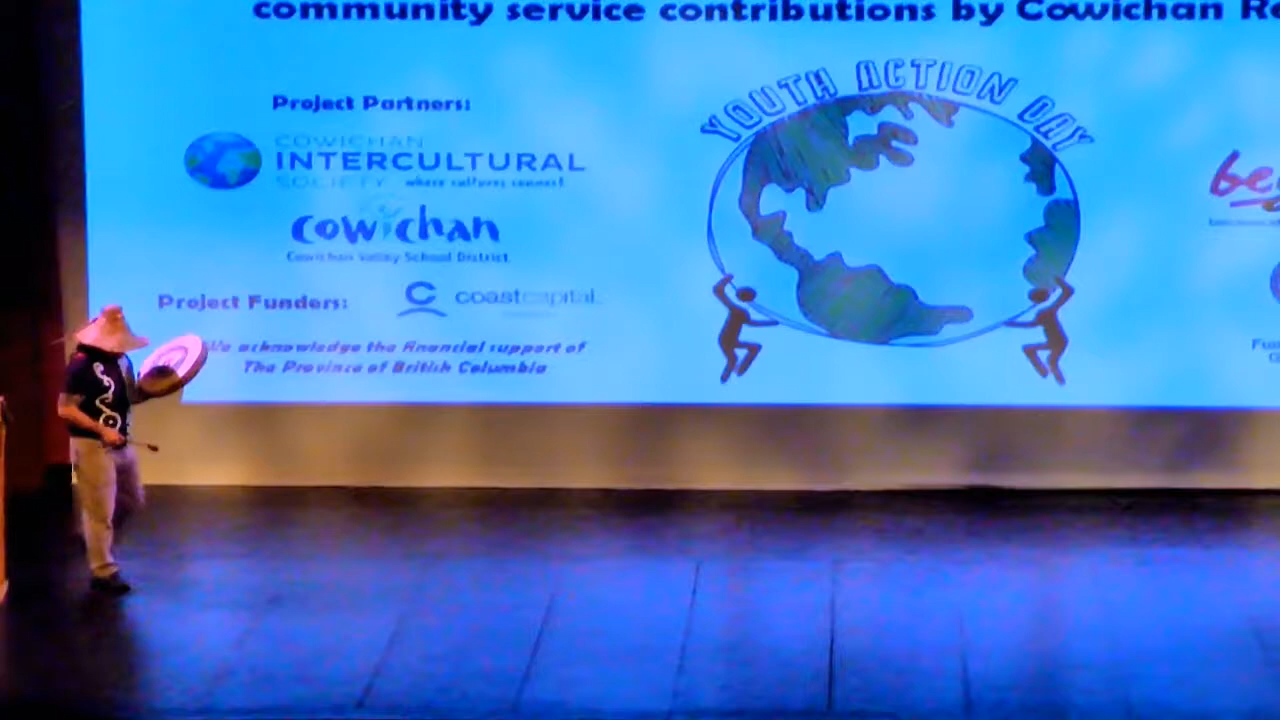 community service contributions by Cowichan
YOUTH ACTION DAY
Project Partners:
COWICHAN
INTERCULTURAL
SOCIETY where cultures connect
cowichan
Cowichan Valley School District
Project Funders:
coastcapital
We acknowledge the financial support of
The Province of British Columbia